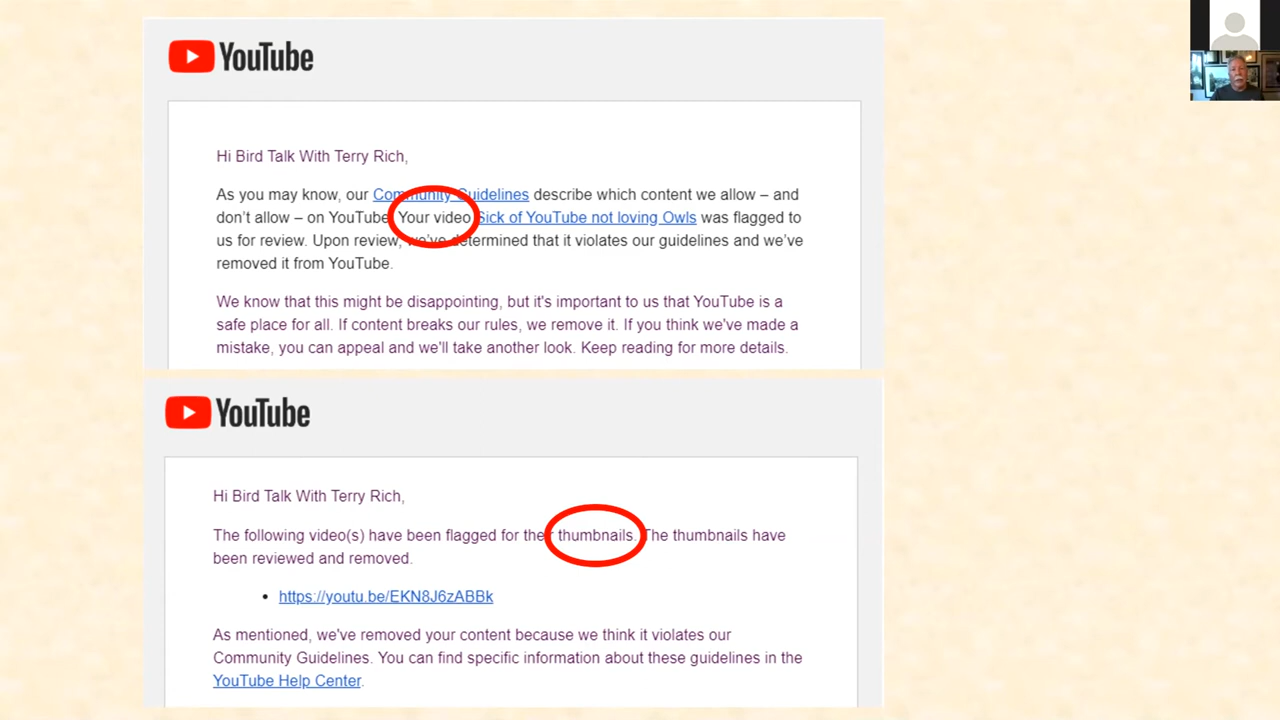 YouTube
Hi Bird Talk With Terry Rich,
As you may know, our Community Guidelines describe which content we allow – and
don't allow – on YouTube. Your video Sick of YouTube not loving Owls was flagged to
us for review. Upon review, we've determined that it violates our guidelines and we've
removed it from YouTube.
We know that this might be disappointing, but it's important to us that YouTube is a
safe place for all. If content breaks our rules, we remove it. If you think we've made a
mistake, you can appeal and we'll take another look. Keep reading for more details.
YouTube
Hi Bird Talk With Terry Rich,
The following video(s) have been flagged for their thumbnails. The thumbnails have
been reviewed and removed.
• https://youtu.be/EKN8J6zABBk
As mentioned, we've removed your content because we think it violates our
Community Guidelines. You can find specific information about these guidelines in the
YouTube Help Center.